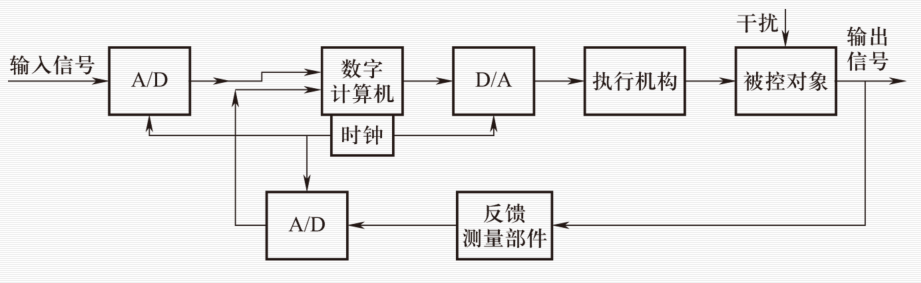 干扰
输入信号
A/D
数字
计算机
时钟
D/A
执行机构
被控对象
输出
信号
A/D
反馈
测量部件